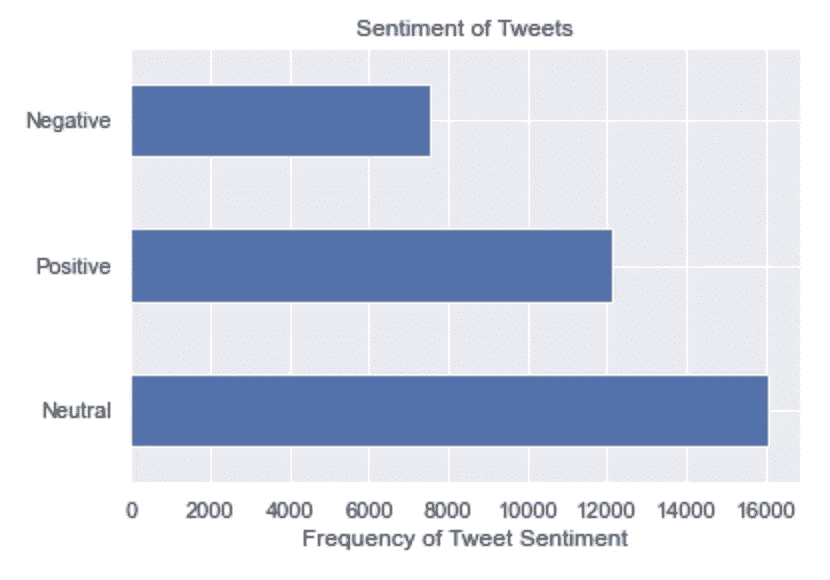 Sentiment of Tweets
Negative
Positive
Neutral
0 2000 4000 6000 8000 10000 12000 14000 16000
Frequency of Tweet Sentiment